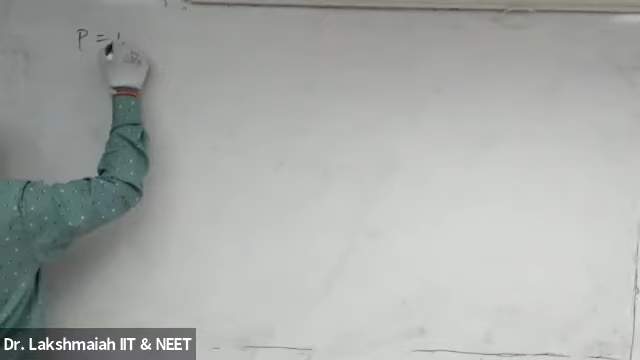 P =
Dr. Lakshmaiah IIT & NEET